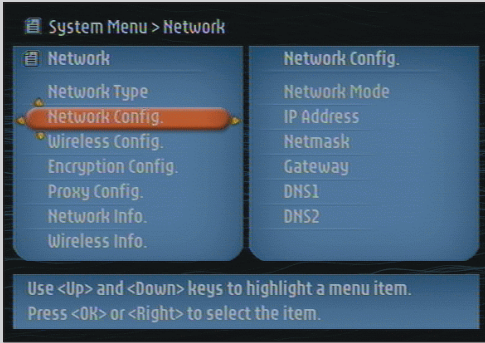 System Menu > Network
Network
Network Type
Network Config.
Wireless Config.
Encryption Config.
Proxy Config.
Network Info.
Wireless Info.
Network Config.
Network Mode
IP Address
Netmask
Gateway
DNS1
DNS2
Use <Up> and <Down> keys to highlight a menu item.
Press <OK> or <Right> to select the item.